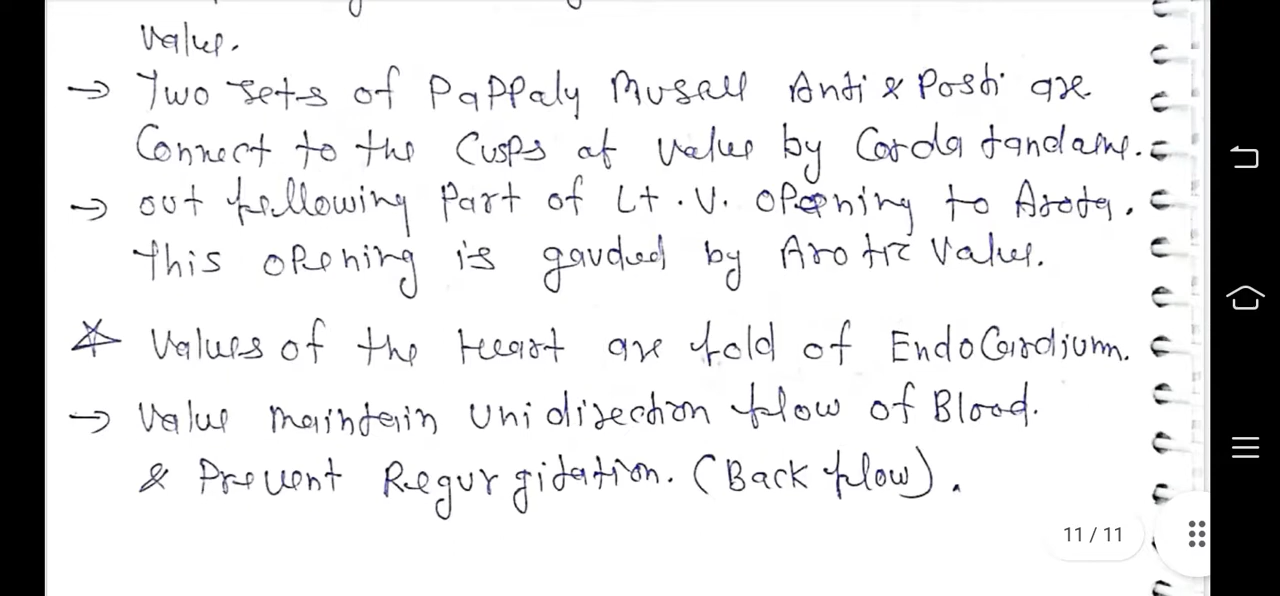 Value.
→ Two sets of Pappaly Musall Anti & Posti are
Connect to the Cusps of value by Corda tandane.
→ out following Part of Lt. V. opening to Arota.
This opening is gauded by Arotic Value.
☆ Values of the Heart are fold of EndoCardium.
→ Value maintain unidirection flow of Blood.
& Prevent Regurgitation. (Back flow).
11 / 11